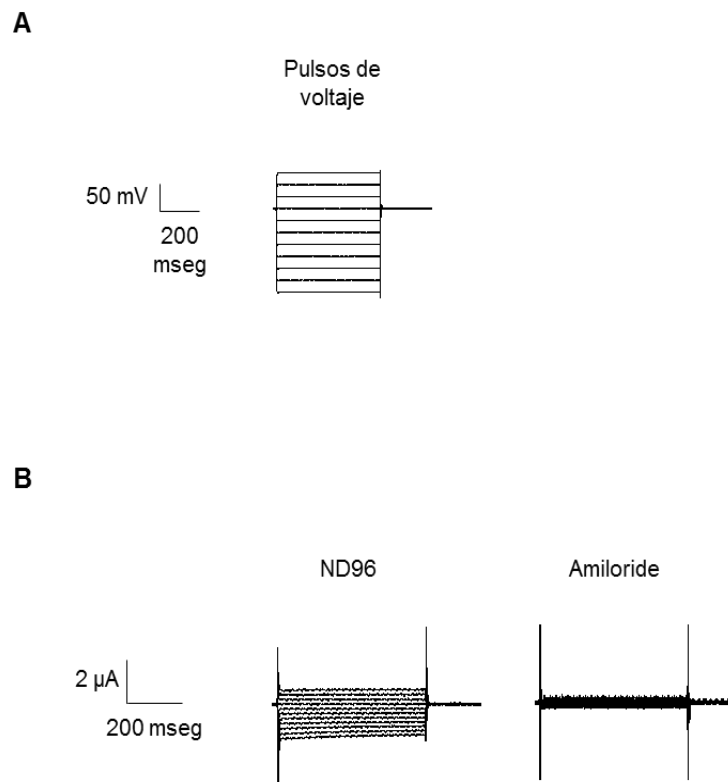 A
Pulsos de
voltaje
50 mV
200
mseg
B
ND96
Amiloride
2 µA
200 mseg